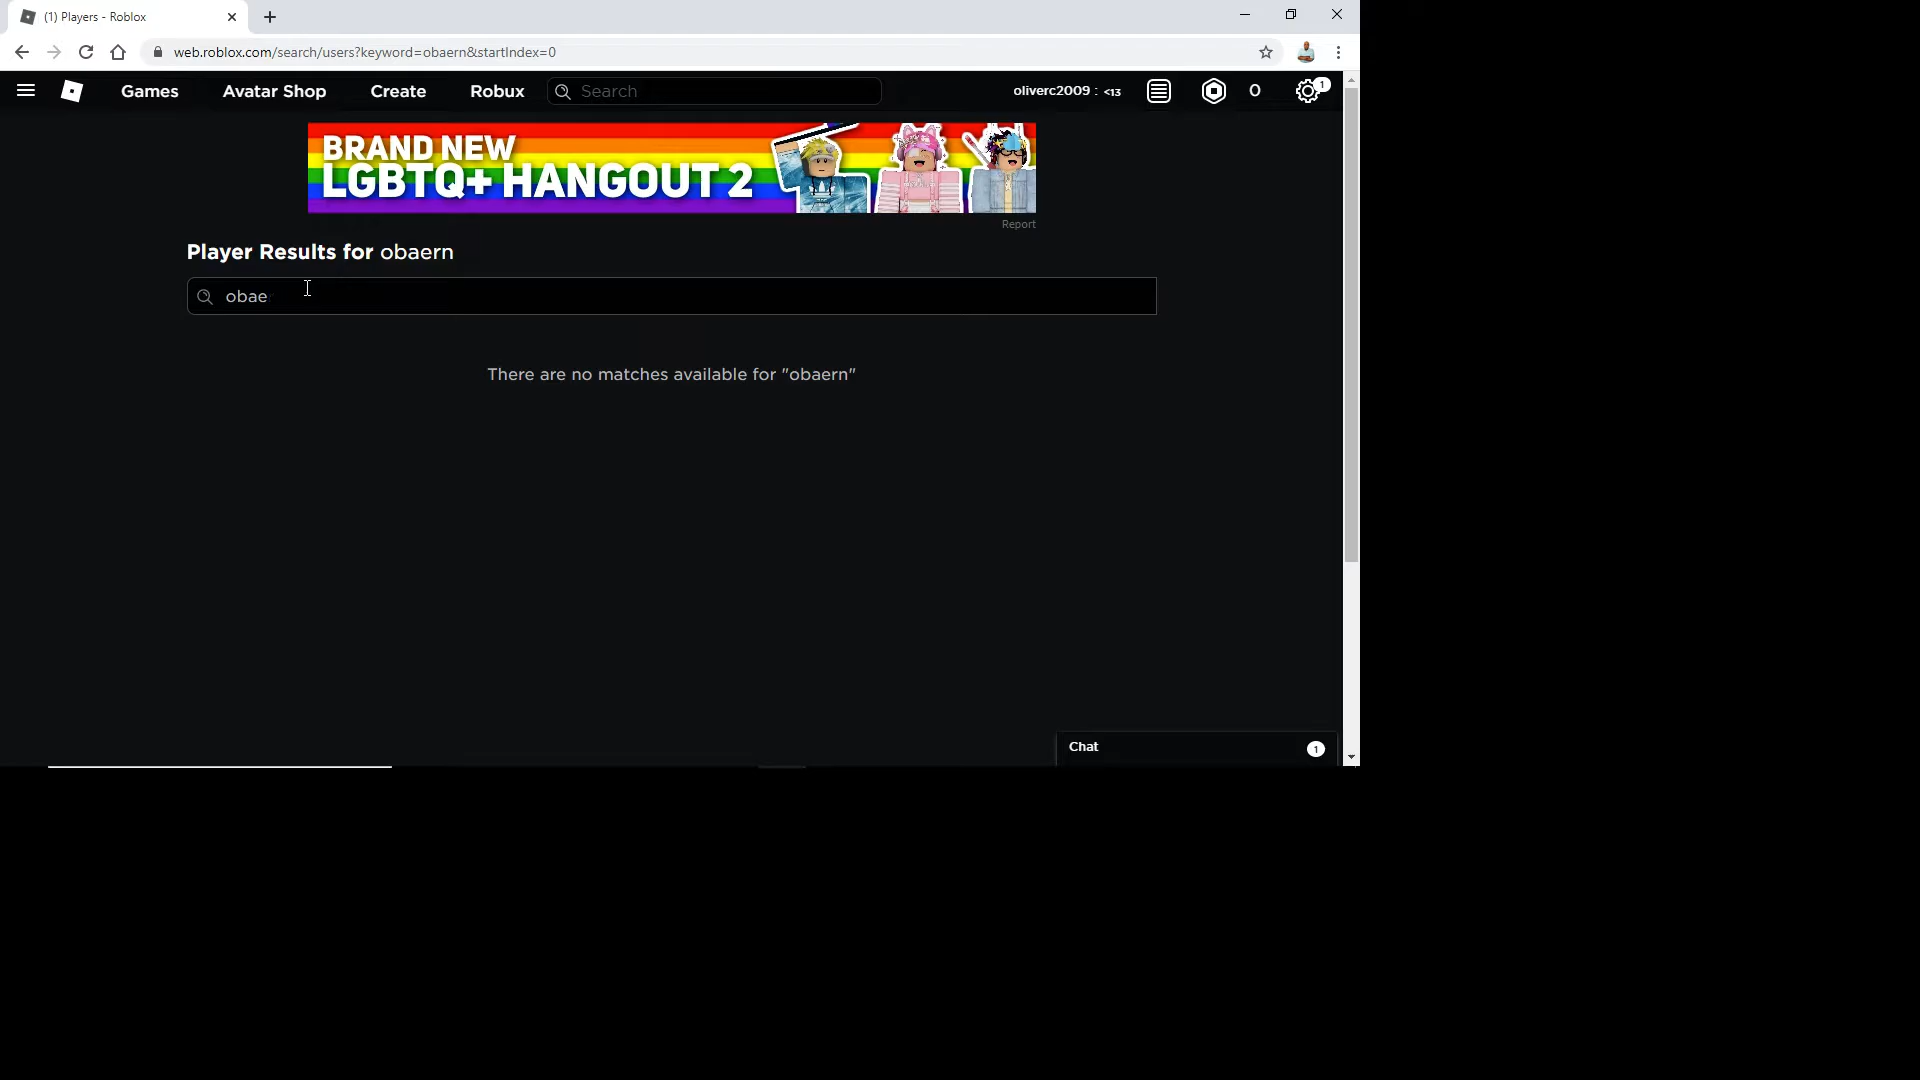 (1) Players - Roblox
web.roblox.com/search/users?keyword=obaern&startIndex=0
Games Avatar Shop Create Robux Search oliverc2009 : <13 0 1
BRAND NEW
LGBTQ+ HANGOUT 2
Report
Player Results for obaern
obae
There are no matches available for "obaern"
Chat 1